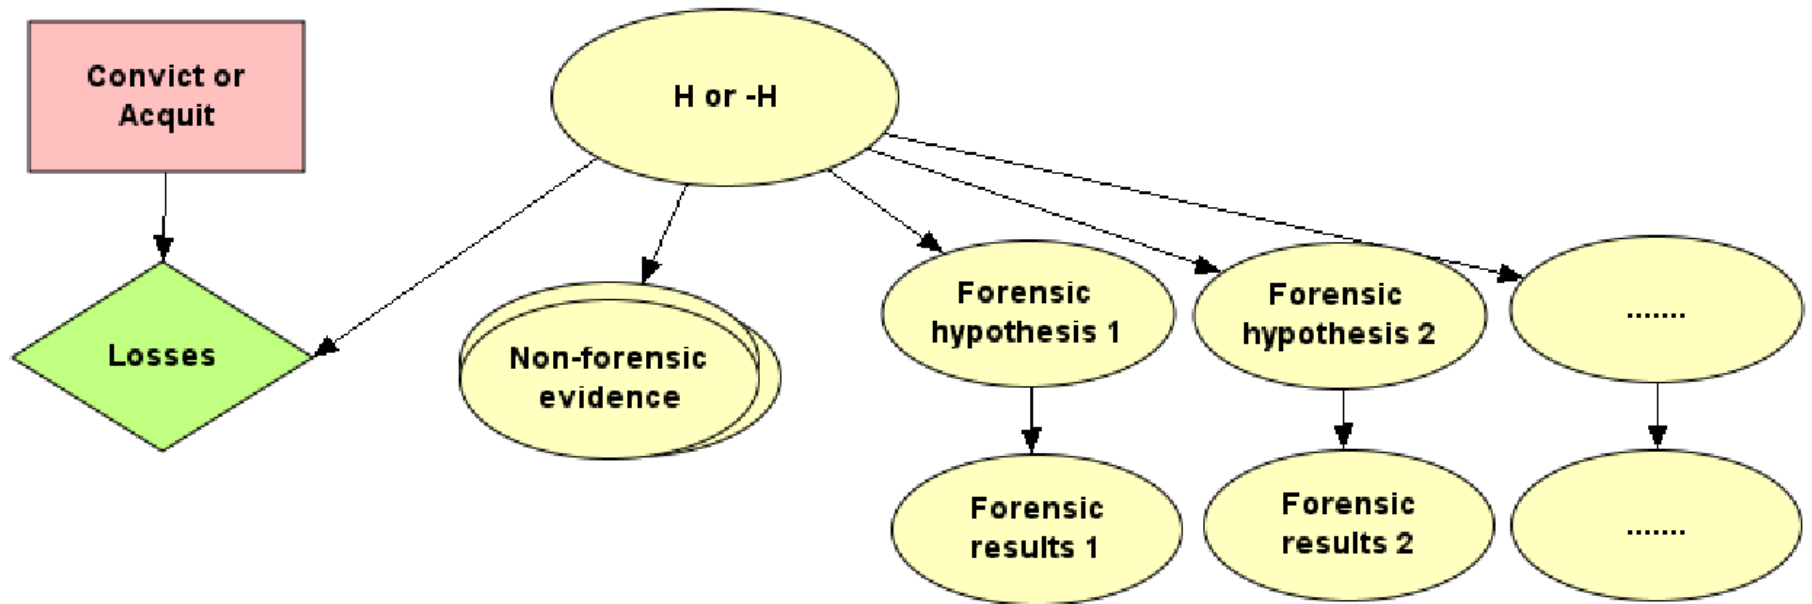 Convict or
Acquit
H or -H
Losses
Non-forensic
evidence
Forensic
hypothesis 1
Forensic
hypothesis 2
.......
Forensic
results 1
Forensic
results 2
.......